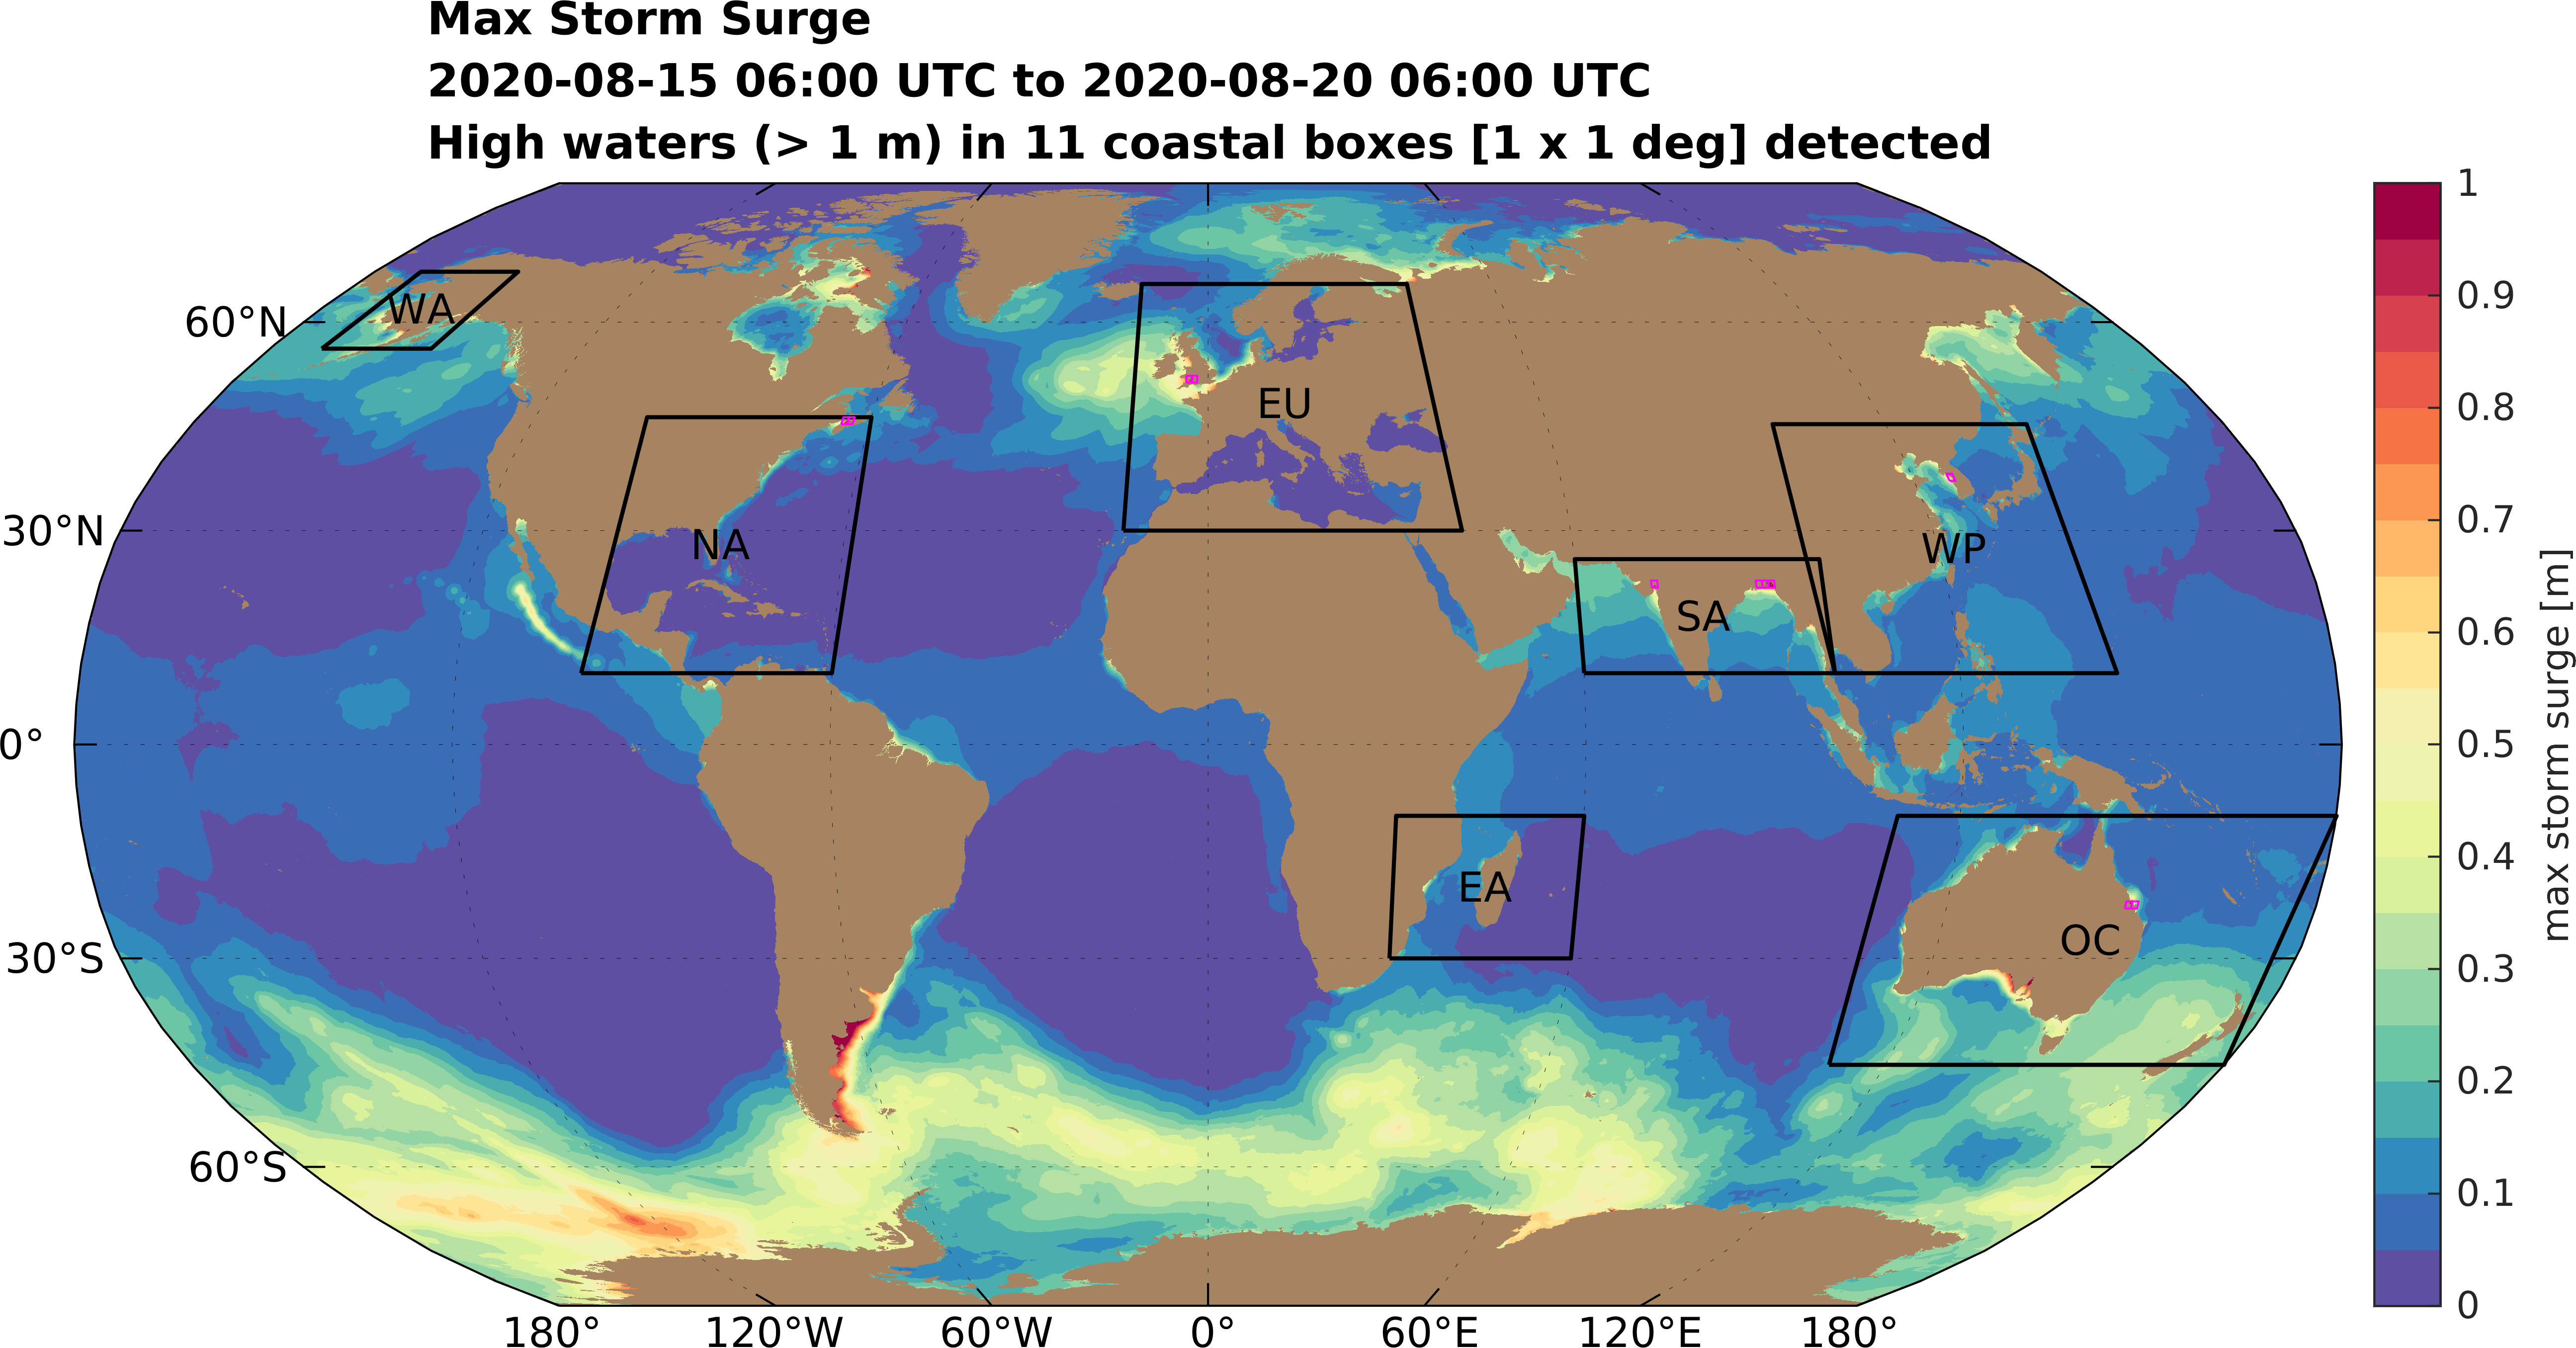 Max Storm Surge
2020-08-15 06:00 UTC to 2020-08-20 06:00 UTC
High waters (> 1 m) in 11 coastal boxes [1 x 1 deg] detected
60°N
30°N
0°
30°S
60°S
WA
NA
EU
SA
WP
EA
OC
180°
120°W
60°W
0°
60°E
120°E
180°
1
0.9
0.8
0.7
0.6
0.5
0.4
0.3
0.2
0.1
0
max storm surge [m]